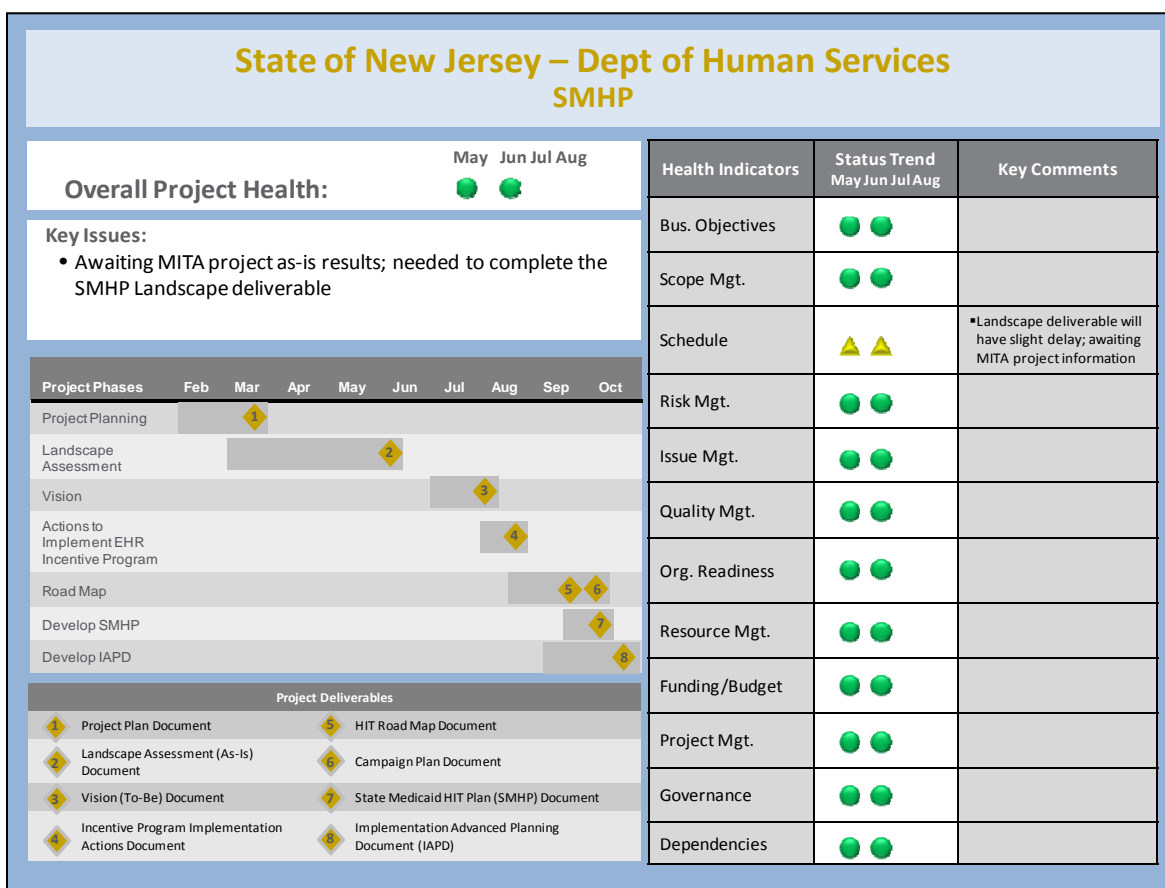 State of New Jersey – Dept of Human Services
SMHP
May Jun Jul Aug
Overall Project Health:
Key Issues:
• Awaiting MITA project as-is results; needed to complete the
SMHP Landscape deliverable
Project Phases Feb Mar Apr May Jun Jul Aug Sep Oct
Project Planning
1
Landscape
Assessment
2
Vision
3
Actions to
Implement EHR
Incentive Program
4
Road Map
5 6
Develop SMHP
7
Develop IAPD
8
Project Deliverables
1 Project Plan Document
5 HIT Road Map Document
2 Landscape Assessment (As-Is)
Document
6 Campaign Plan Document
3 Vision (To-Be) Document
7 State Medicaid HIT Plan (SMHP) Document
4 Incentive Program Implementation
Actions Document
8 Implementation Advanced Planning
Document (IAPD)
Health Indicators
Status Trend
May Jun Jul Aug
Key Comments
Bus. Objectives
Scope Mgt.
Schedule
▪Landscape deliverable will
have slight delay; awaiting
MITA project information
Risk Mgt.
Issue Mgt.
Quality Mgt.
Org. Readiness
Resource Mgt.
Funding/Budget
Project Mgt.
Governance
Dependencies